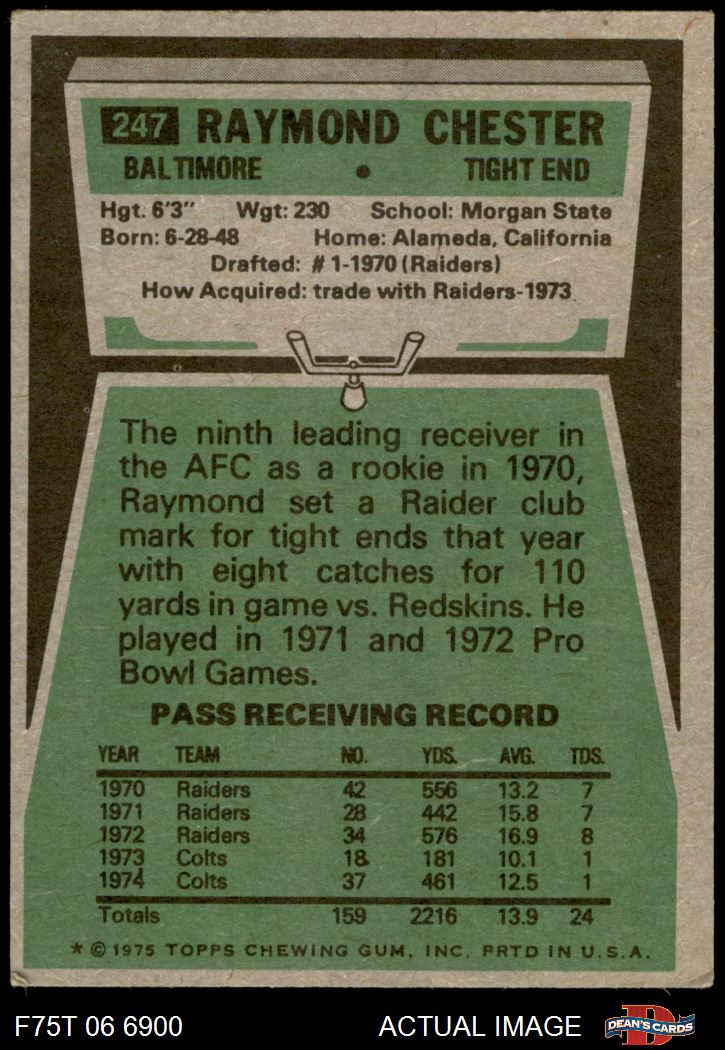 247 RAYMOND CHESTER
BALTIMORE • TIGHT END
Hgt. 6'3" Wgt: 230 School: Morgan State
Born: 6-28-48 Home: Alameda, California
Drafted: #1-1970 (Raiders)
How Acquired: trade with Raiders-1973
The ninth leading receiver in
the AFC as a rookie in 1970,
Raymond set a Raider club
mark for tight ends that year
with eight catches for 110
yards in game vs. Redskins. He
played in 1971 and 1972 Pro
Bowl Games.
PASS RECEIVING RECORD
YEAR TEAM NO. YDS. AVG. TDS.
1970 Raiders 42 556 13.2 7
1971 Raiders 28 442 15.8 7
1972 Raiders 34 576 16.9 8
1973 Colts 18 181 10.1 1
1974 Colts 37 461 12.5 1
Totals 159 2216 13.9 24
* © 1975 TOPPS CHEWING GUM, INC. PRTD IN U.S.A.
F75T 06 6900 ACTUAL IMAGE D DEAN'S CARDS